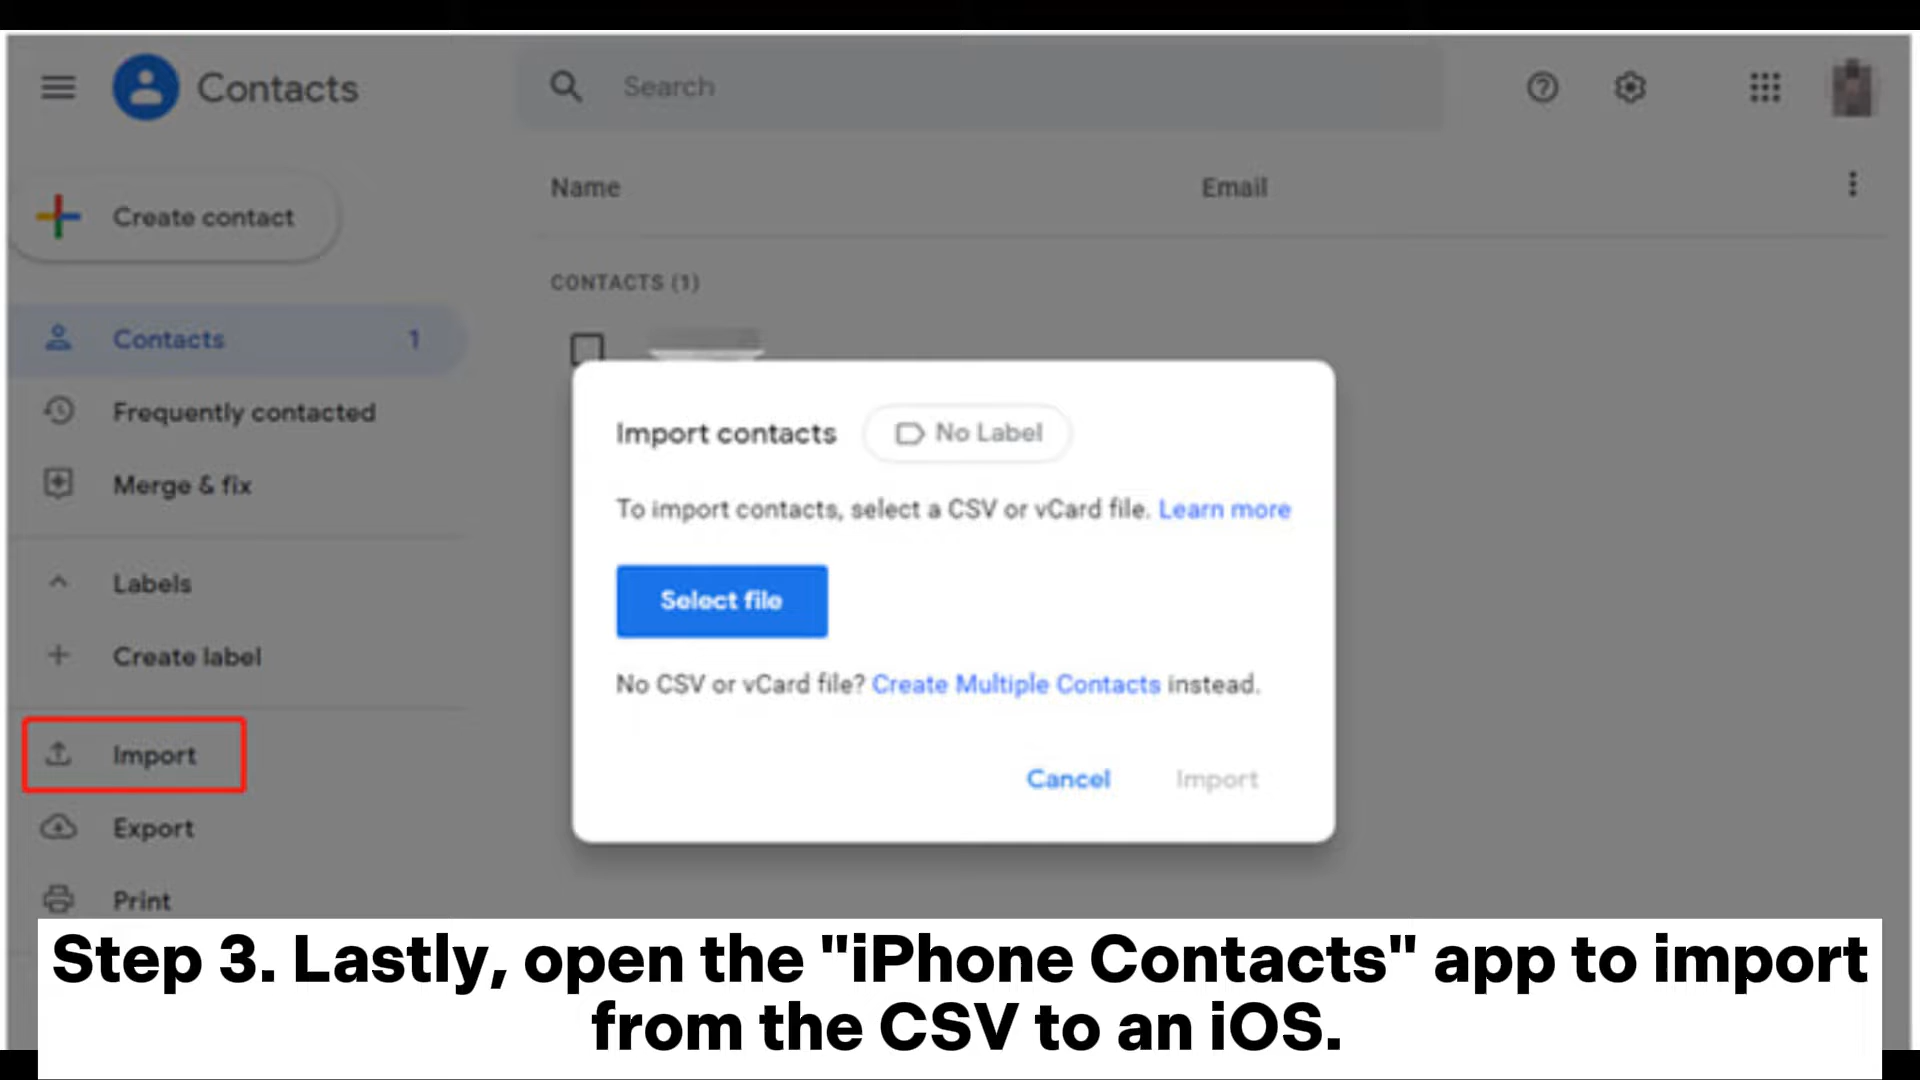 Contacts
Search
Name
Email
Create contact
CONTACTS (1)
Contacts 1
Frequently contacted
Merge & fix
Labels
Create label
Import
Export
Print
Import contacts
No Label
To import contacts, select a CSV or vCard file. Learn more
Select file
No CSV or vCard file? Create Multiple Contacts instead.
Cancel
Import
Step 3. Lastly, open the "iPhone Contacts" app to import
from the CSV to an iOS.